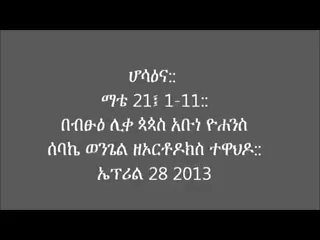 ሆሳዕና::
ማቴ 21፤ 1-11::
በብፁዕ ሊቃ ጳጳስ አቡነ ዮሐንስ
ሰባኬ ወንጌል ዘኦርቶዶክስ ተዋህዶ::
ኤፕሪል 28 2013